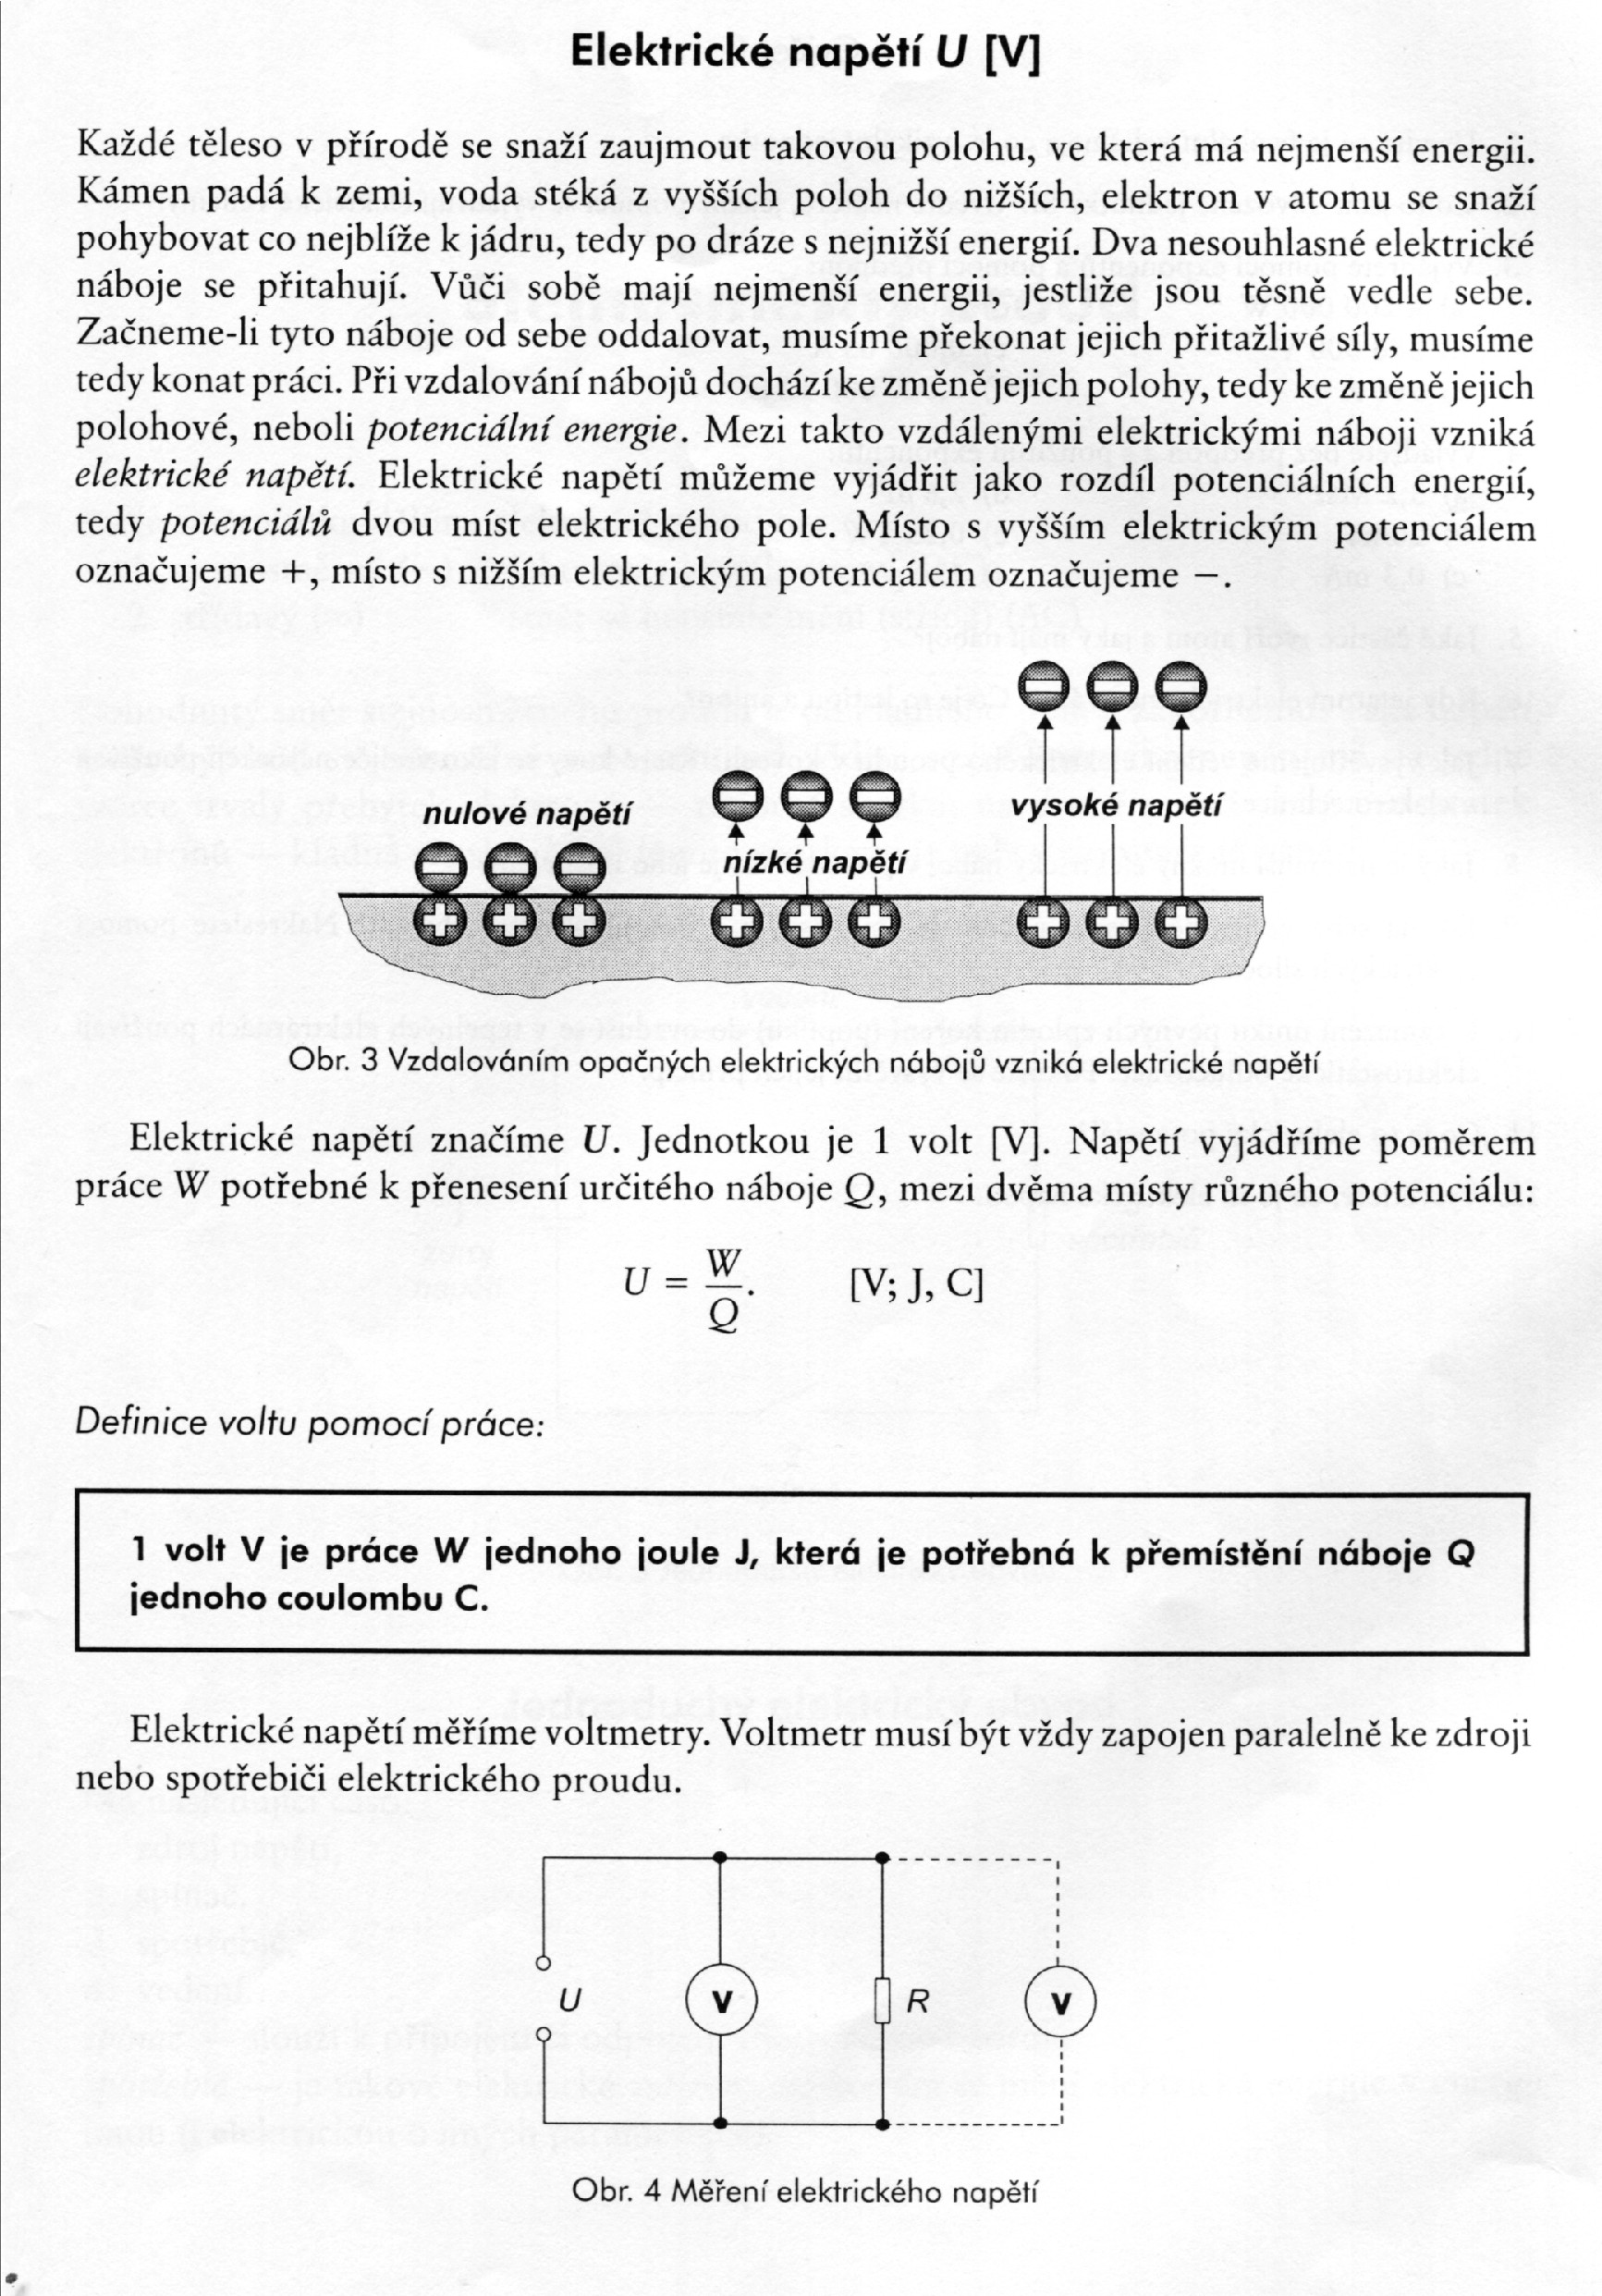 Elektrické napětí U [V]
Každé těleso v přírodě se snaží zaujmout takovou polohu, ve která má nejmenší energii.
Kámen padá k zemi, voda stéká z vyšších poloh do nižších, elektron v atomu se snaží
pohybovat co nejblíže k jádru, tedy po dráze s nejnižší energií. Dva nesouhlasné elektrické
náboje se přitahují. Vůči sobě mají nejmenší energii, jestliže jsou těsně vedle sebe.
Začneme-li tyto náboje od sebe oddalovat, musíme překonat jejich přitažlivé síly, musíme
tedy konat práci. Při vzdalování nábojů dochází ke změně jejich polohy, tedy ke změně jejich
polohové, neboli potenciální energie. Mezi takto vzdálenými elektrickými náboji vzniká
elektrické napětí. Elektrické napětí můžeme vyjádřit jako rozdíl potenciálních energií,
tedy potenciálů dvou míst elektrického pole. Místo s vyšším elektrickým potenciálem
označujeme +, místo s nižším elektrickým potenciálem označujeme −.
nulové napětí
nízké napětí
vysoké napětí
Obr. 3 Vzdalováním opačných elektrických nábojů vzniká elektrické napětí
Elektrické napětí značíme U. Jednotkou je 1 volt [V]. Napětí vyjádříme poměrem
práce W potřebné k přenesení určitého náboje Q, mezi dvěma místy různého potenciálu:
U = W/Q. [V; J, C]
Definice voltu pomocí práce:
1 volt V je práce W jednoho joule J, která je potřebná k přemístění náboje Q
jednoho coulombu C.
Elektrické napětí měříme voltmetry. Voltmetr musí být vždy zapojen paralelně ke zdroji
nebo spotřebiči elektrického proudu.
U V R V
Obr. 4 Měření elektrického napětí